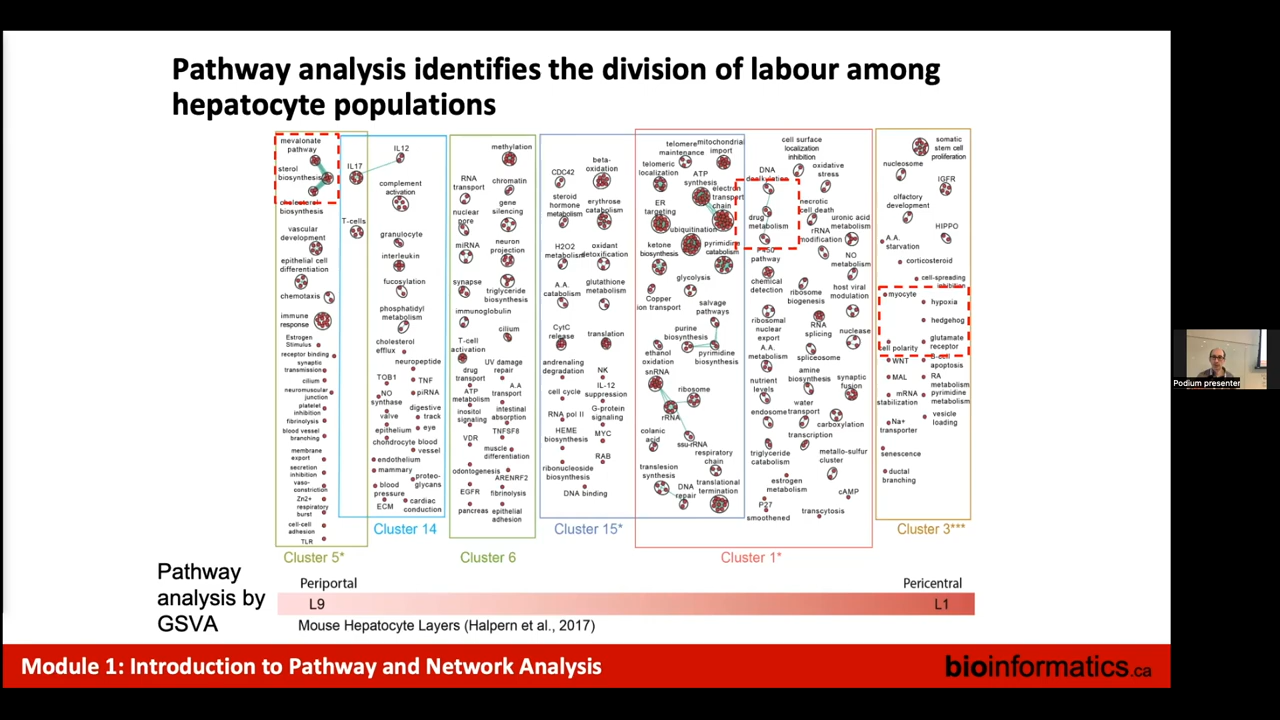 Pathway analysis identifies the division of labour among
hepatocyte populations
mevalonate
pathway
sterol
biosynthesis
cholesterol
biosynthesis
vascular
development
epithelial cell
differentiation
chemotaxis
immune
response
Estrogen
Stimulus
receptor binding
synaptic
transmission
cilium
neuromuscular
junction
platelet
inhibition
fibrinolysis
blood vessel
branching
membrane
export
secretion
inhibition
vaso-
constriction
Zn2+
respiratory
burst
cell-cell
adhesion
TLR
Cluster 5*
IL12
IL17
complement
activation
T-cells
granulocyte
interleukin
fucosylation
phosphatidyl
metabolism
cholesterol
efflux
neuropeptide
TOB1
TNF
NO
synthase
piRNA
valve
digestive
track
epithelium
eye
chondrocyte
blood
vessel
endothelium
mammary
proteo-
glycans
blood
pressure
ECM
cardiac
conduction
Cluster 14
methylation
RNA
transport
chromatin
nuclear
pore
gene
silencing
miRNA
neuron
projection
synapse
triglyceride
biosynthesis
immunoglobulin
cilium
T-cell
activation
UV damage
repair
drug
transport
A.A
transport
ATP
metabolism
inositol
signaling
intestinal
absorption
VDR
TNFSF8
muscle
differentiation
odontogenesis
ARENRF2
EGFR
fibrinolysis
pancreas
epithelial
adhesion
Cluster 6
CDC42
beta-
oxidation
steroid
hormone
metabolism
erythrose
catabolism
H2O2
metabolism
oxidant
detoxification
A.A.
catabolism
glutathione
metabolism
CytC
release
translation
andrenaling
degradation
NK
cell cycle
IL-12
suppression
RNA pol II
G-protein
signaling
HEME
biosynthesis
MYC
RAB
ribonucleoside
biosynthesis
DNA binding
Cluster 15*
telomere
maintenance
mitochondrial
import
telomeric
localization
ATP
synthesis
electron
transport
chain
ER
targeting
ubiquitination
ketone
biosynthesis
pyrimidine
catabolism
glycolysis
Copper
ion transport
salvage
pathways
purine
biosynthesis
ethanol
oxidation
pyrimidine
biosynthesis
snRNA
ribosome
rRNA
colanic
acid
ssu-rRNA
respiratory
chain
translesion
synthesis
translational
termination
DNA
repair
cell surface
localization
inhibition
DNA
dealkylation
oxidative
stress
necrotic
cell death
drug
metabolism
uronic acid
metabolism
rRNA
modification
P450
pathway
NO
metabolism
chemical
detection
ribosome
biogenesis
host viral
modulation
ribosomal
nuclear
export
RNA
splicing
nuclease
A.A.
metabolism
spliceosome
nutrient
levels
amine
biosynthesis
synaptic
fusion
endosome
water
transport
carboxylation
transcription
triglyceride
catabolism
metallo-sulfur
cluster
estrogen
metabolism
cAMP
P27
smoothened
transcytosis
Cluster 1*
somatic
stem cell
proliferation
nucleosome
IGFR
olfactory
development
HIPPO
A.A.
starvation
corticosteroid
cell-spreading
inhibition
myocyte
hypoxia
hedgehog
cell polarity
glutamate
receptor
WNT
B-cell
apoptosis
MAL
RA
metabolism
mRNA
stabilization
pyrimidine
metabolism
Na+
transporter
vesicle
loading
senescence
ductal
branching
Cluster 3***
Pathway
analysis by
GSVA
Periportal
Pericentral
L9
L1
Mouse Hepatocyte Layers (Halpern et al., 2017)
Module 1: Introduction to Pathway and Network Analysis
bioinformatics.ca
Podium presenter